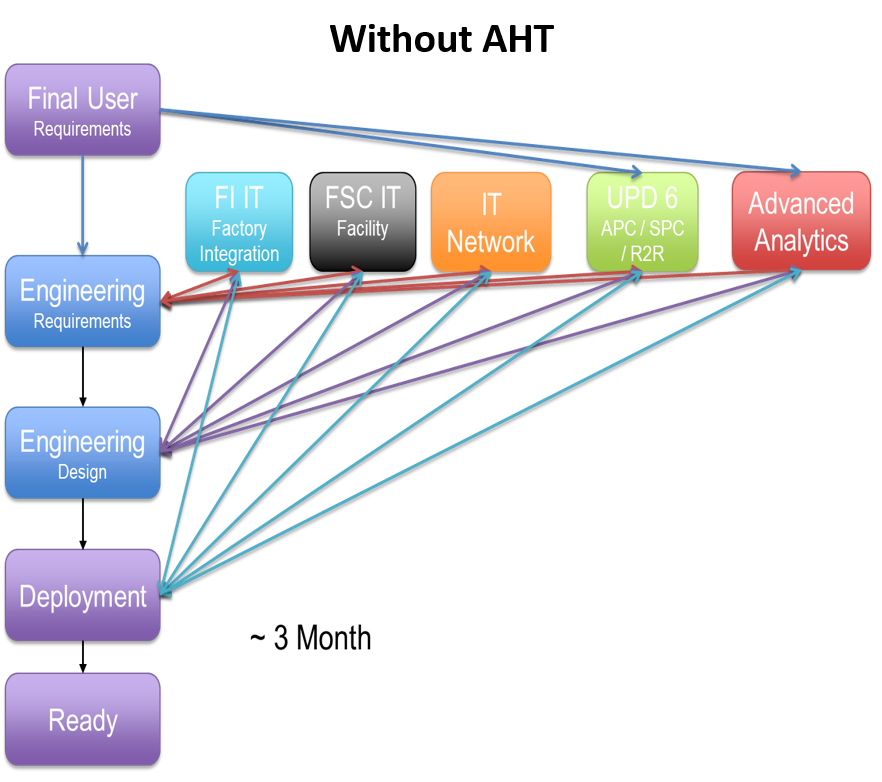 Without AHT
Final User
Requirements
FI IT
Factory
Integration
FSC IT
Facility
IT
Network
UPD 6
APC / SPC
/ R2R
Advanced
Analytics
Engineering
Requirements
Engineering
Design
Deployment
~ 3 Month
Ready